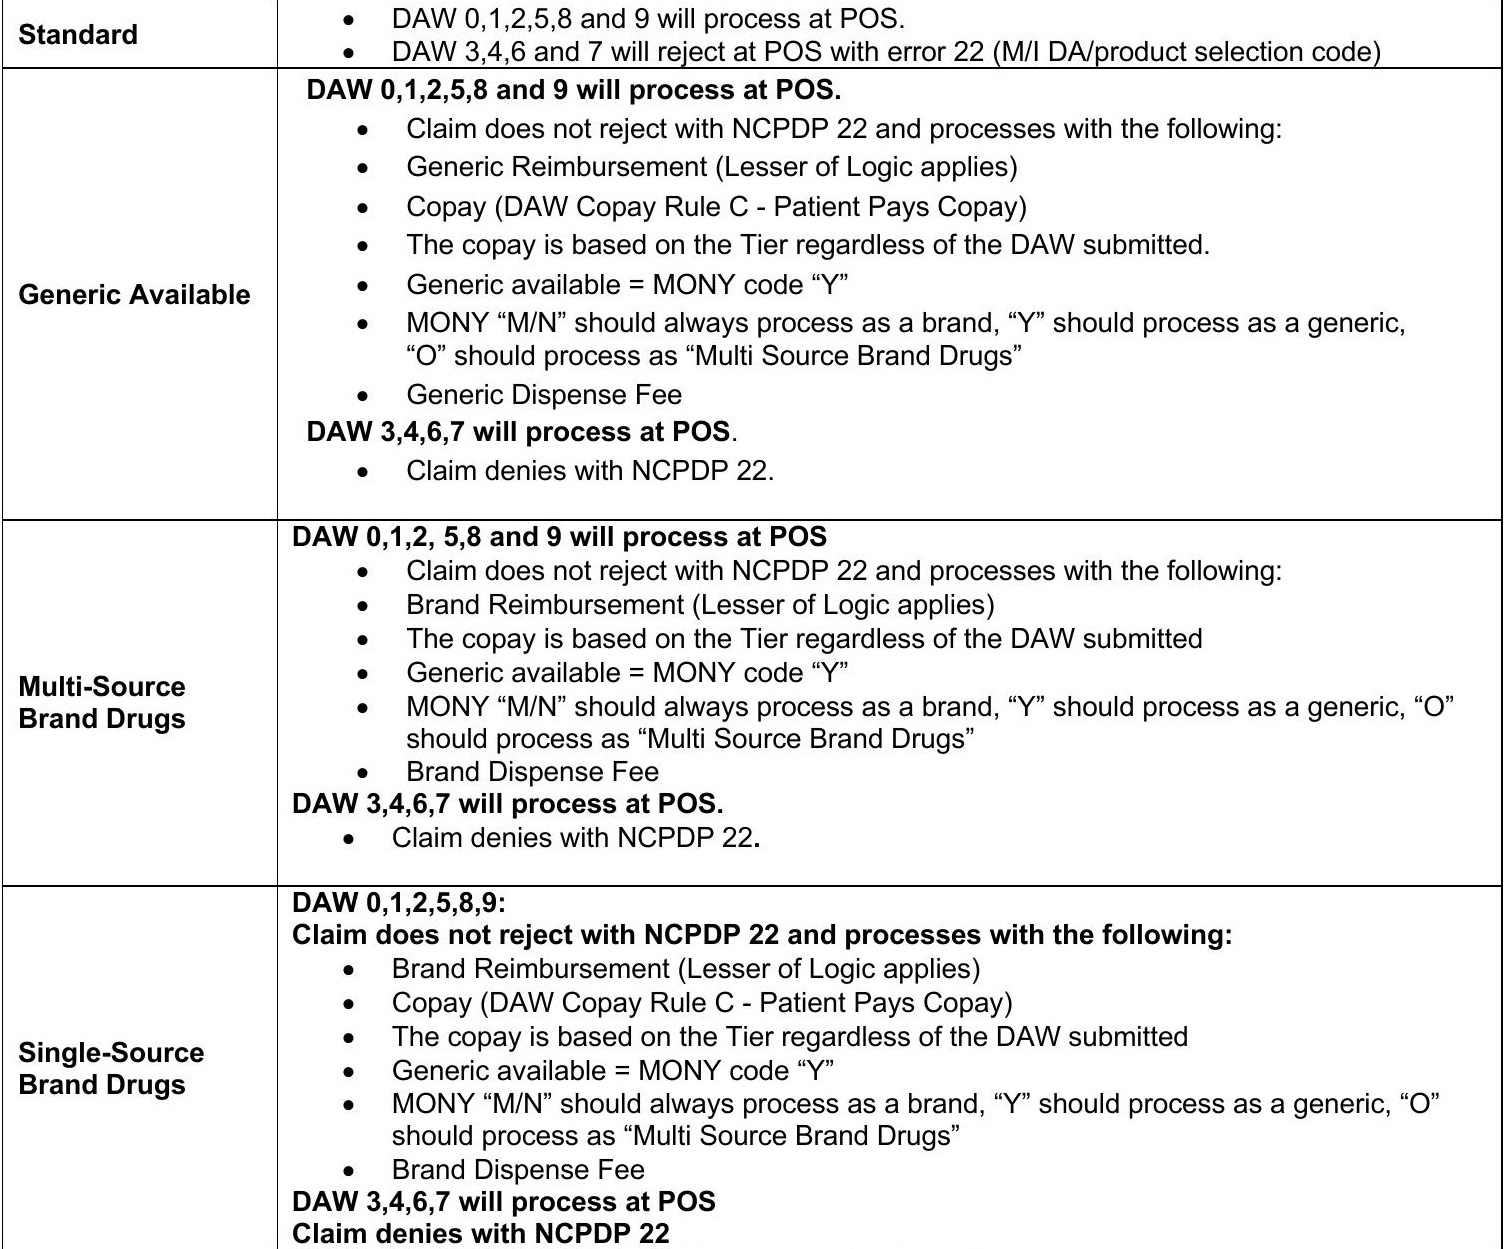 Standard
• DAW 0,1,2,5,8 and 9 will process at POS.
• DAW 3,4,6 and 7 will reject at POS with error 22 (M/I DA/product selection code)
Generic Available
DAW 0,1,2,5,8 and 9 will process at POS.
• Claim does not reject with NCPDP 22 and processes with the following:
• Generic Reimbursement (Lesser of Logic applies)
• Copay (DAW Copay Rule C - Patient Pays Copay)
• The copay is based on the Tier regardless of the DAW submitted.
• Generic available = MONY code “Y”
• MONY “M/N” should always process as a brand, “Y” should process as a generic,
“O” should process as “Multi Source Brand Drugs”
• Generic Dispense Fee
DAW 3,4,6,7 will process at POS.
• Claim denies with NCPDP 22.
Multi-Source
Brand Drugs
DAW 0,1,2, 5,8 and 9 will process at POS
• Claim does not reject with NCPDP 22 and processes with the following:
• Brand Reimbursement (Lesser of Logic applies)
• The copay is based on the Tier regardless of the DAW submitted
• Generic available = MONY code “Y”
• MONY “M/N” should always process as a brand, “Y” should process as a generic, “O”
should process as “Multi Source Brand Drugs”
• Brand Dispense Fee
DAW 3,4,6,7 will process at POS.
• Claim denies with NCPDP 22.
Single-Source
Brand Drugs
DAW 0,1,2,5,8,9:
Claim does not reject with NCPDP 22 and processes with the following:
• Brand Reimbursement (Lesser of Logic applies)
• Copay (DAW Copay Rule C - Patient Pays Copay)
• The copay is based on the Tier regardless of the DAW submitted
• Generic available = MONY code “Y”
• MONY “M/N” should always process as a brand, “Y” should process as a generic, “O”
should process as “Multi Source Brand Drugs”
• Brand Dispense Fee
DAW 3,4,6,7 will process at POS
Claim denies with NCPDP 22